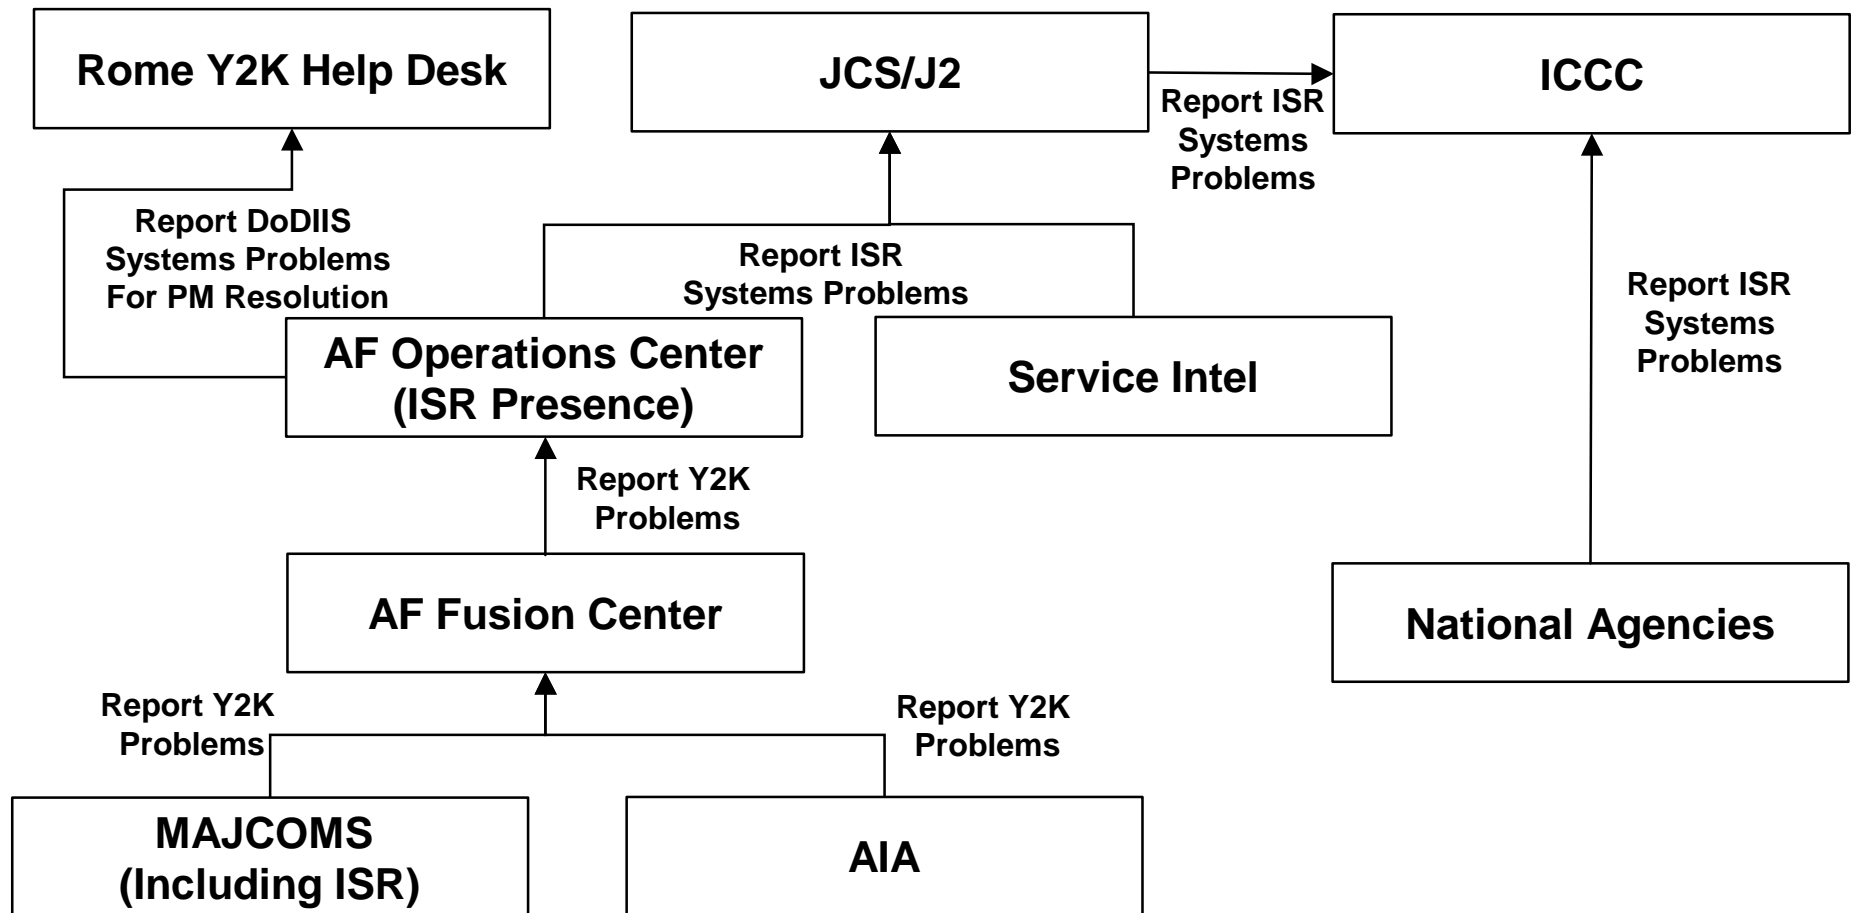 Rome Y2K Help Desk
JCS/J2
ICCC
Report ISR
Systems
Problems
Report DoDIIS
Systems Problems
For PM Resolution
Report ISR
Systems Problems
Report ISR
Systems
Problems
AF Operations Center
(ISR Presence)
Service Intel
Report Y2K
Problems
AF Fusion Center
National Agencies
Report Y2K
Problems
Report Y2K
Problems
MAJCOMS
(Including ISR)
AIA